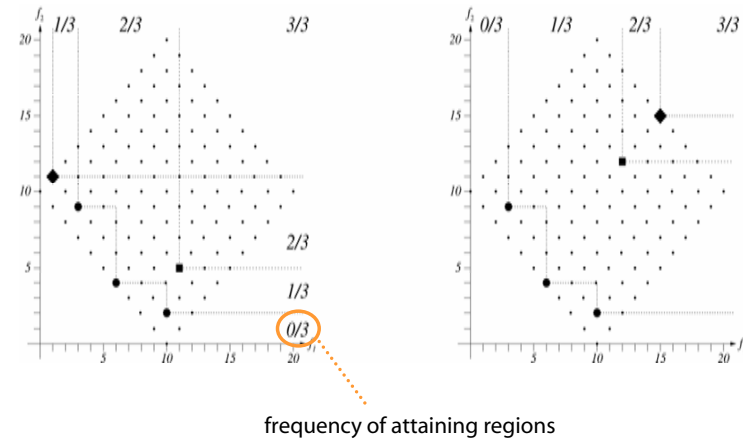 f₂ 1/3 2/3 3/3
20
15
10
2/3
5
1/3
0/3
5 10 15 20
f₂ 0/3 1/3 2/3 3/3
20
15
10
5
5 10 15 20 f
frequency of attaining regions